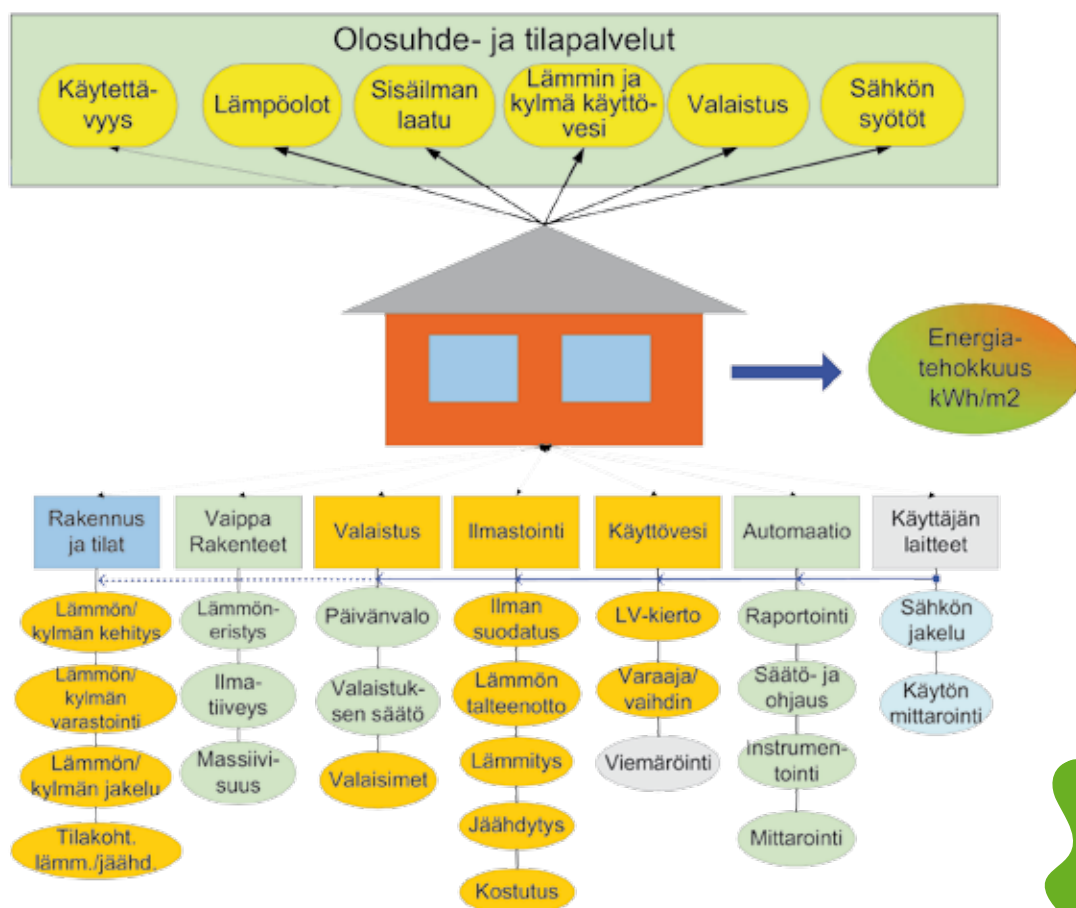 Olosuhde- ja tilapalvelut
Käytettä-
vyys
Lämpöolot
Sisäilman
laatu
Lämmin ja
kylmä käyttö-
vesi
Valaistus
Sähkön
syötöt
Energia-
tehokkuus
kWh/m2
Rakennus
ja tilat
Vaippa
Rakenteet
Valaistus
Ilmastointi
Käyttövesi
Automaatio
Käyttäjän
laitteet
Lämmön/
kylmän kehitys
Lämmön/
kylmän
varastointi
Lämmön/
kylmän jakelu
Tilakoht.
lämm./jäähd.
Lämmön-
eristys
Ilma-
tiiveys
Massiivi-
suus
Päivänvalo
Valaistuk-
sen säätö
Valaisimet
Ilman
suodatus
Lämmön
talteenotto
Lämmitys
Jäähdytys
Kostutus
LV-kierto
Varaaja/
vaihdin
Viemäröinti
Raportointi
Säätö- ja
ohjaus
instrumen-
tointi
Mittarointi
Sähkön
jakelu
Käytön
mittarointi